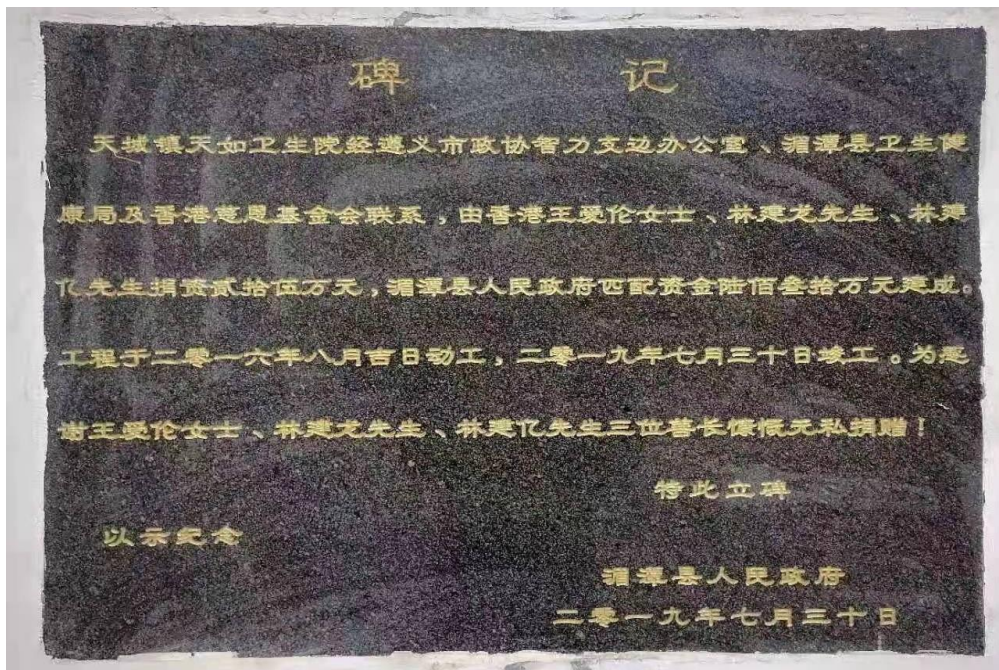 碑 记
天城镇天如卫生院经遵义市政协智力支边办公室、湄潭县卫生健
康局及香港慈恩基金会联系，由香港王爱伦女士、林建龙先生、林建
亿先生捐资贰拾伍万元，湄潭县人民政府匹配资金陆佰叁拾万元建成。
工程于二零一六年八月吉日动工，二零一九年七月三十日竣工。为感
谢王爱伦女士、林建龙先生、林建亿先生三位善长慷慨无私捐赠！
特此立碑
以示纪念
湄潭县人民政府
二零一九年七月三十日